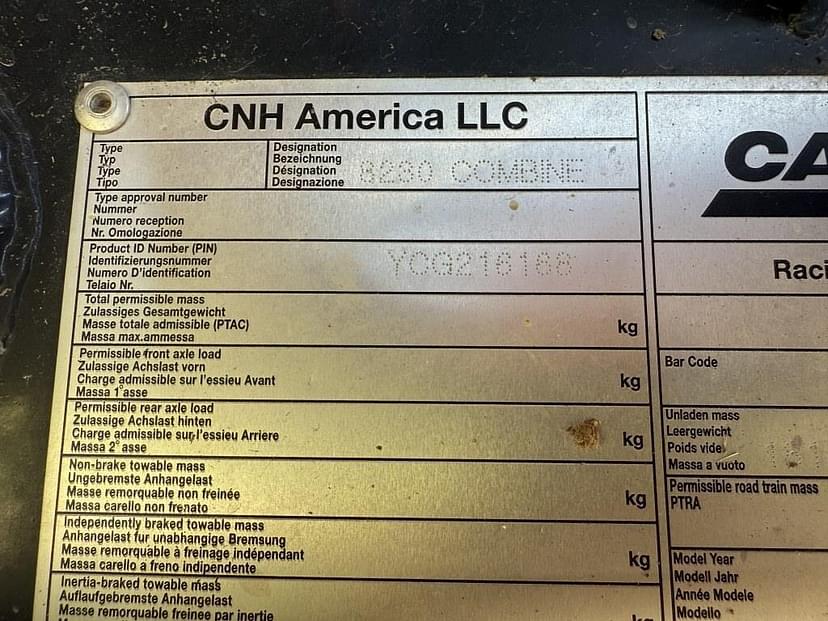 CNH America LLC
Type
Typ
Type
Tipo
Designation
Bezeichnung
Désignation
Designazione
8230 COMBINE
Type approval number
Nummer
Numero reception
Nr. Omologazione
Product ID Number (PIN)
Identifizierungsnummer
Numero D'identification
Telaio Nr.
YCG216168
Total permissible mass
Zulassiges Gesamtgewicht
Masse totale admissible (PTAC)
Massa max.ammessa
kg
Permissible front axle load
Zulassige Achslast vorn
Charge admissible sur l'essieu Avant
Massa 1°asse
kg
Permissible rear axle load
Zulassige Achslast hinten
Charge admissible sur l'essieu Arriere
Massa 2° asse
kg
Non-brake towable mass
Ungebremste Anhangelast
Masse remorquable non freinée
Massa carello non frenato
kg
Independently braked towable mass
Anhangelast fur unabhangige Bremsung
Masse remorquable à freinage indépendant
Massa carello a freno indipendente
kg
Inertia-braked towable mass
Auflaufgebremste Anhangelast
Masse remorquable freinee par inertie
kg
CA
Raci
Bar Code
Unladen mass
Leergewicht
Poids vide
Massa a vuoto
Permissible road train mass
PTRA
Model Year
Modell Jahr
Année Modele
Modello